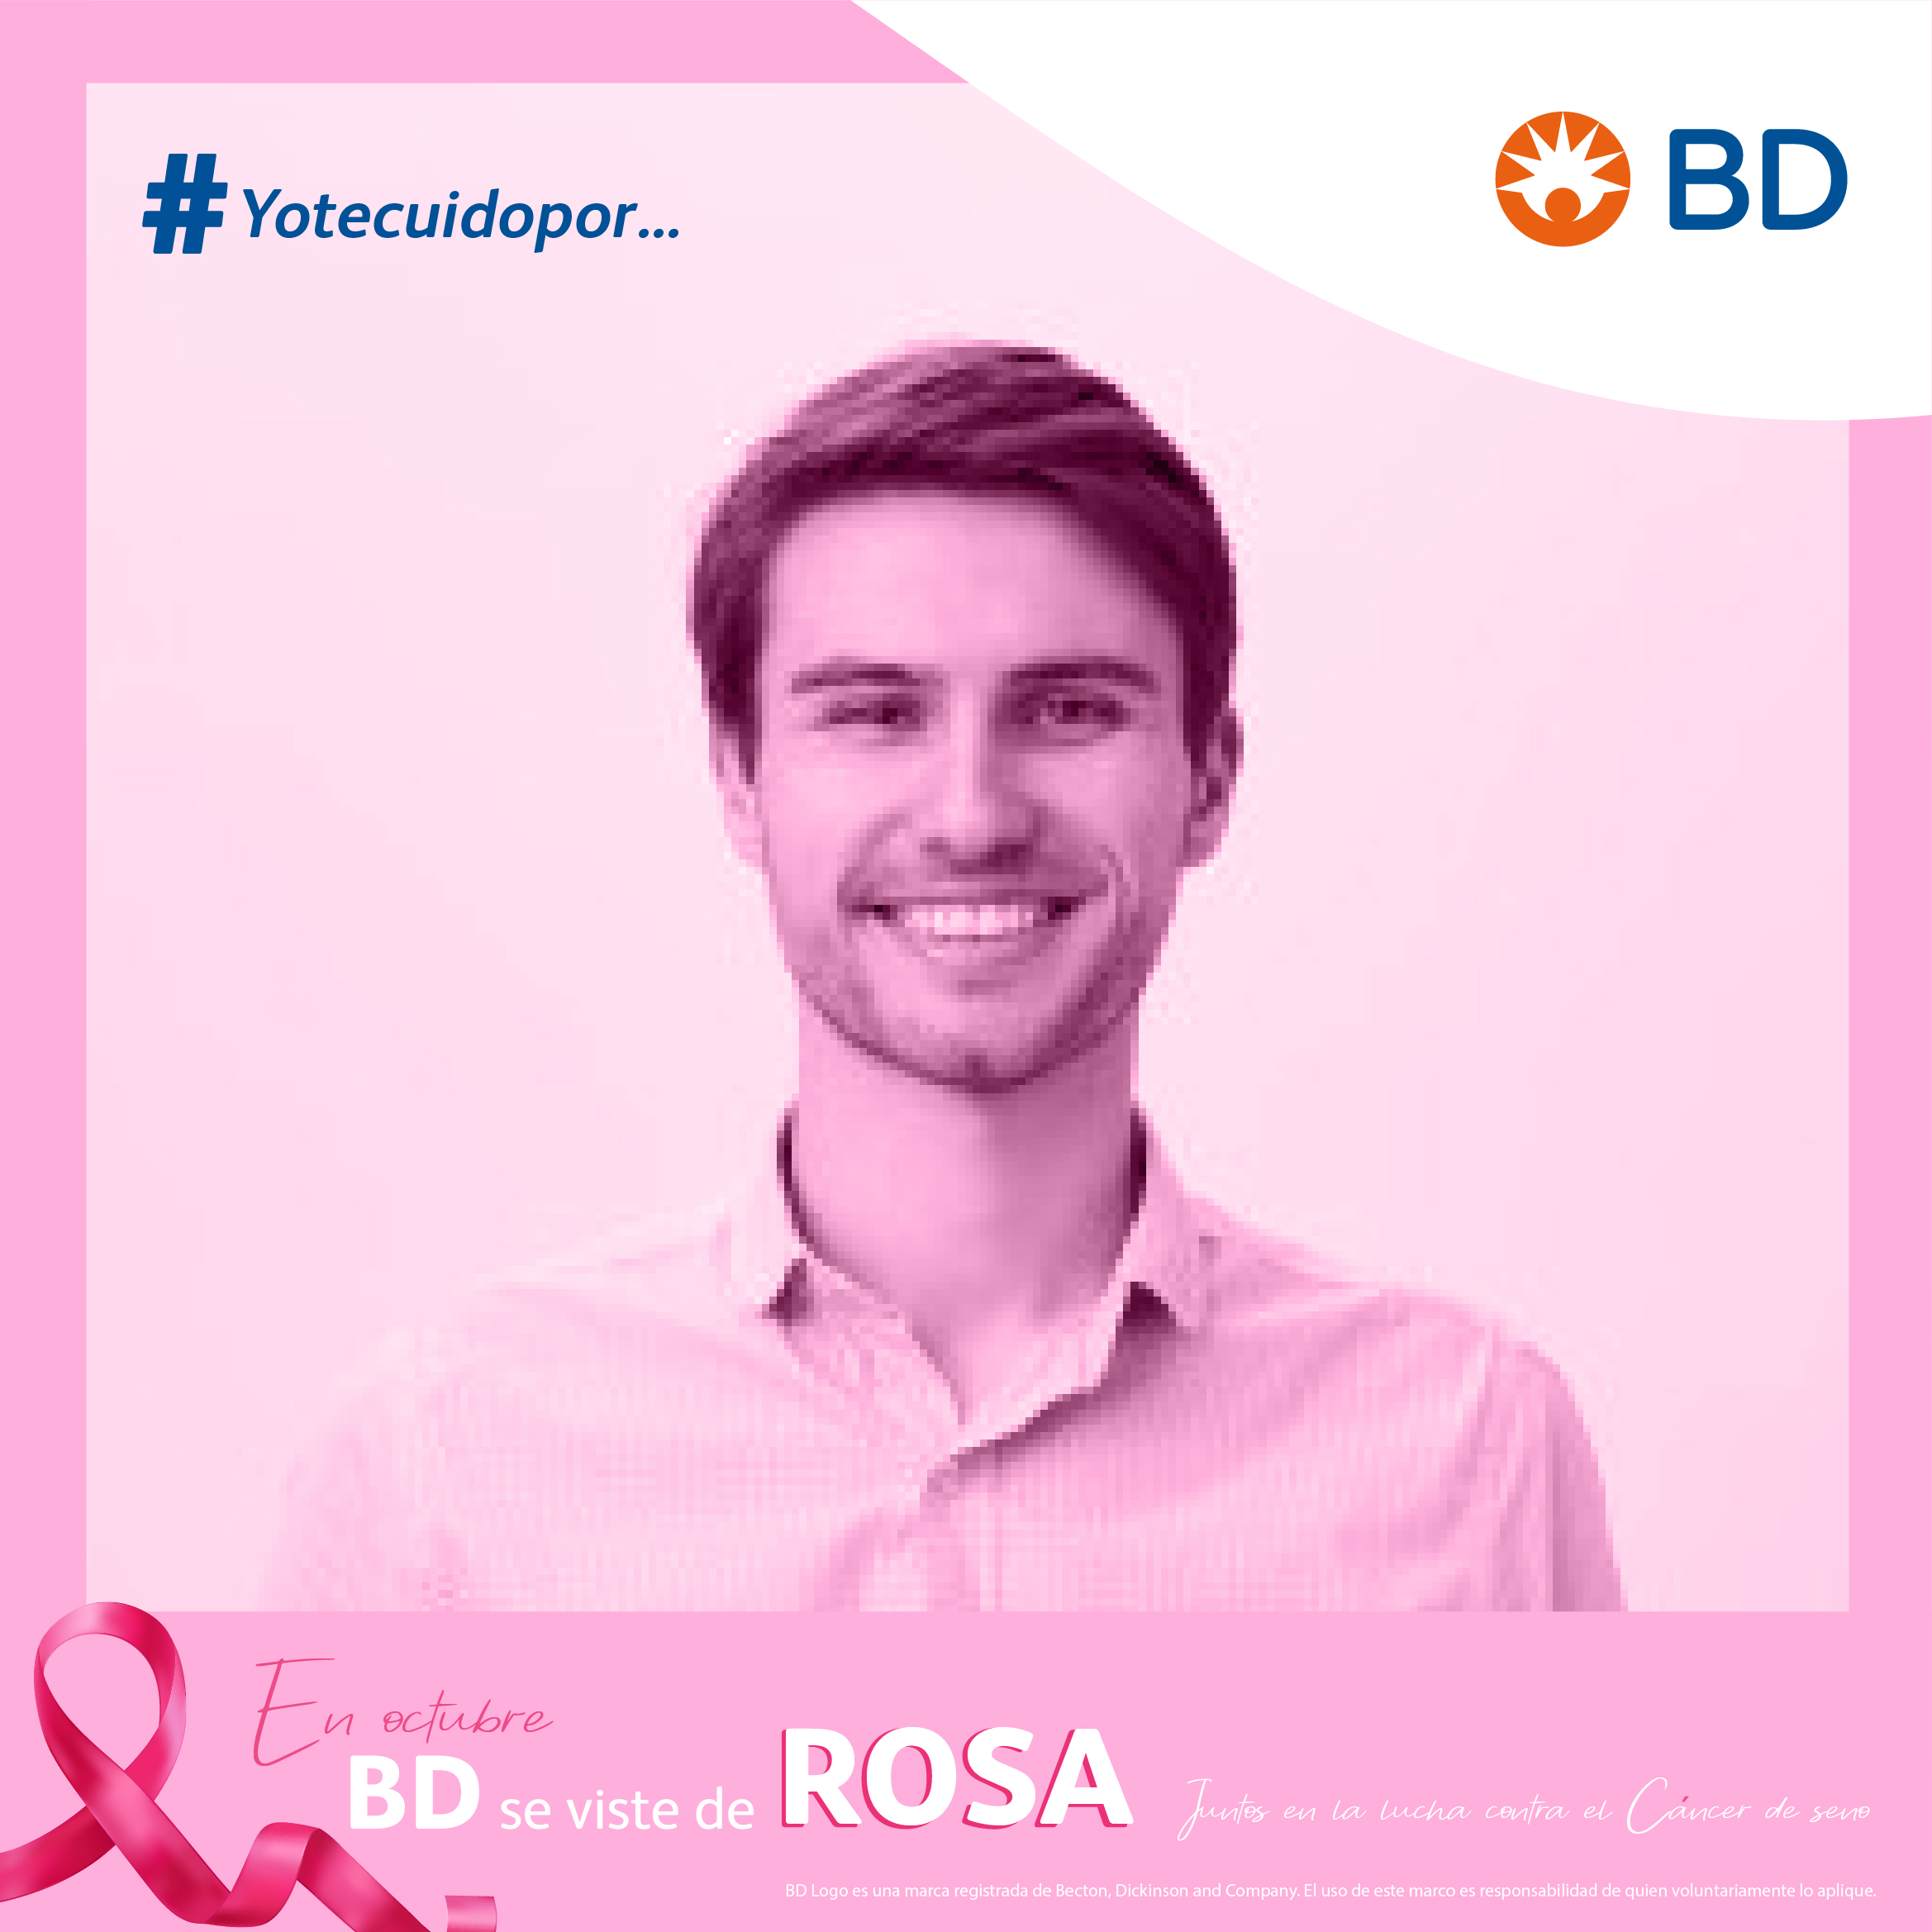 #Yotecuidopor...
BD
En octubre
BD se viste de ROSA
Juntos en la lucha contra el Cáncer de seno
BD Logo es una marca registrada de Becton, Dickinson and Company. El uso de este marco es responsabilidad de quien voluntariamente lo aplique.